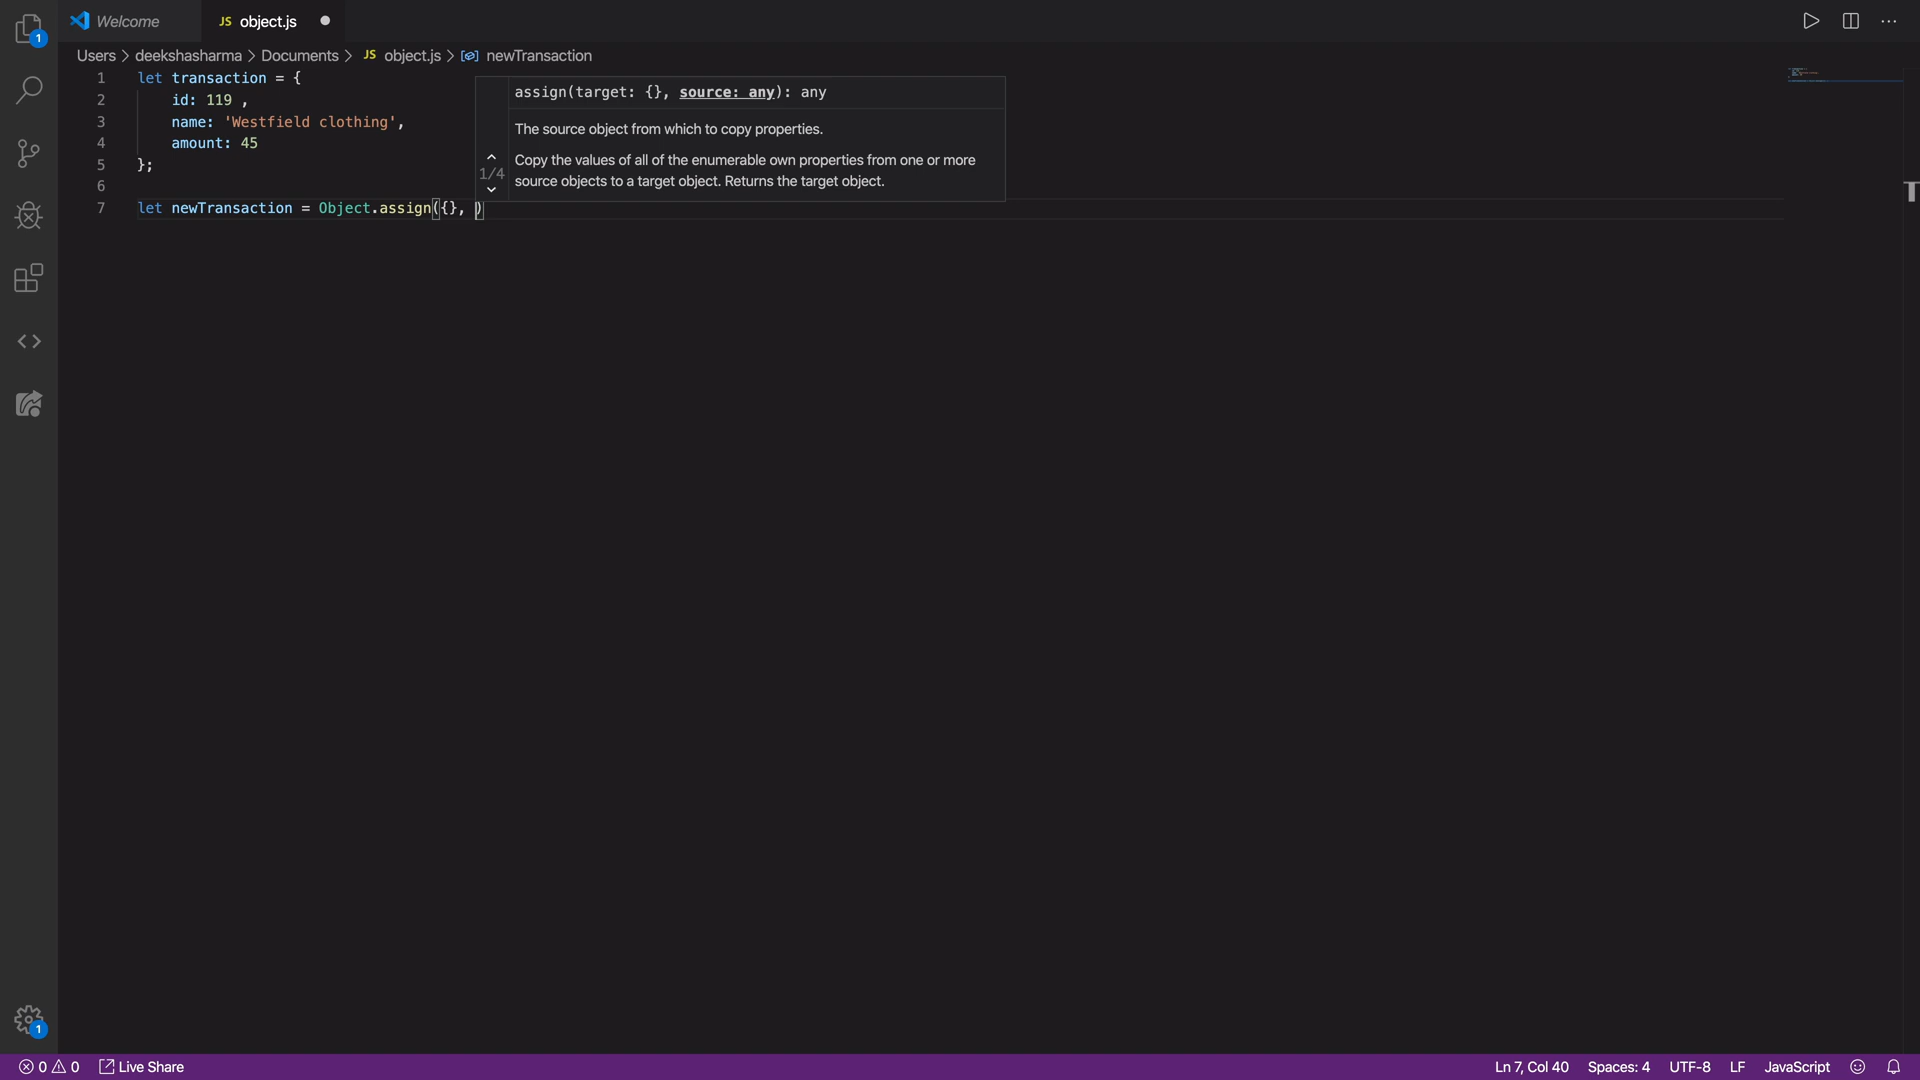 1
Welcome
JS object.js
Users > deekshasharma > Documents > JS object.js > newTransaction
1 let transaction = {
2 id: 119 ,
3 name: 'Westfield clothing',
4 amount: 45
5 };
6
7 let newTransaction = Object.assign({}, )
assign(target: {}, source: any): any
The source object from which to copy properties.
1/4
Copy the values of all of the enumerable own properties from one or more
source objects to a target object. Returns the target object.
T
1
0 0 Live Share
Ln 7, Col 40 Spaces: 4 UTF-8 LF JavaScript